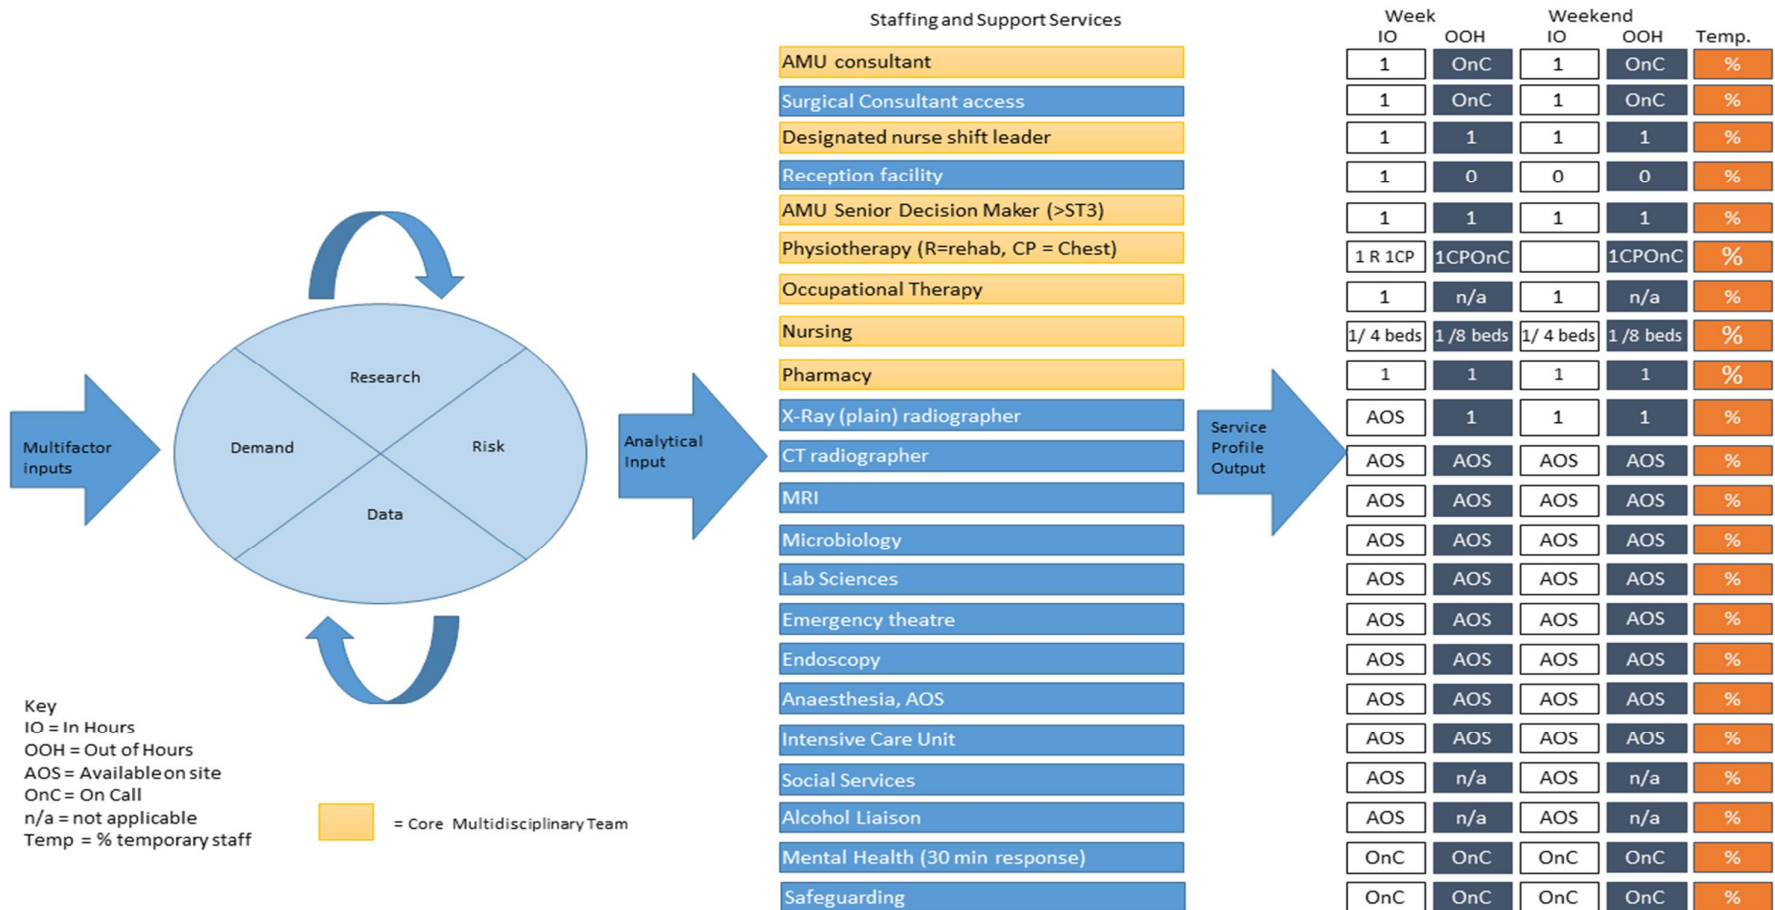 Staffing and Support Services
Week Weekend
IO OOH IO OOH Temp.
AMU consultant 1 OnC 1 OnC %
Surgical Consultant access 1 OnC 1 OnC %
Designated nurse shift leader 1 1 1 1 %
Reception facility 1 0 0 0 %
AMU Senior Decision Maker (>ST3) 1 1 1 1 %
Physiotherapy (R=rehab, CP = Chest) 1 R 1CP 1CPOnC 1CPOnC %
Occupational Therapy 1 n/a 1 n/a %
Nursing 1/ 4 beds 1 /8 beds 1/ 4 beds 1 /8 beds %
Pharmacy 1 1 1 1 %
X-Ray (plain) radiographer AOS 1 1 1 %
CT radiographer AOS AOS AOS AOS %
MRI AOS AOS AOS AOS %
Microbiology AOS AOS AOS AOS %
Lab Sciences AOS AOS AOS AOS %
Emergency theatre AOS AOS AOS AOS %
Endoscopy AOS AOS AOS AOS %
Anaesthesia, AOS AOS AOS AOS AOS %
Intensive Care Unit AOS AOS AOS AOS %
Social Services AOS n/a AOS n/a %
Alcohol Liaison AOS n/a AOS n/a %
Mental Health (30 min response) OnC OnC OnC OnC %
Safeguarding OnC OnC OnC OnC %
Multifactor
inputs
Research
Demand
Risk
Data
Analytical
Input
Service
Profile
Output
Key
IO = In Hours
OOH = Out of Hours
AOS = Available on site
OnC = On Call
n/a = not applicable
Temp = % temporary staff
= Core Multidisciplinary Team